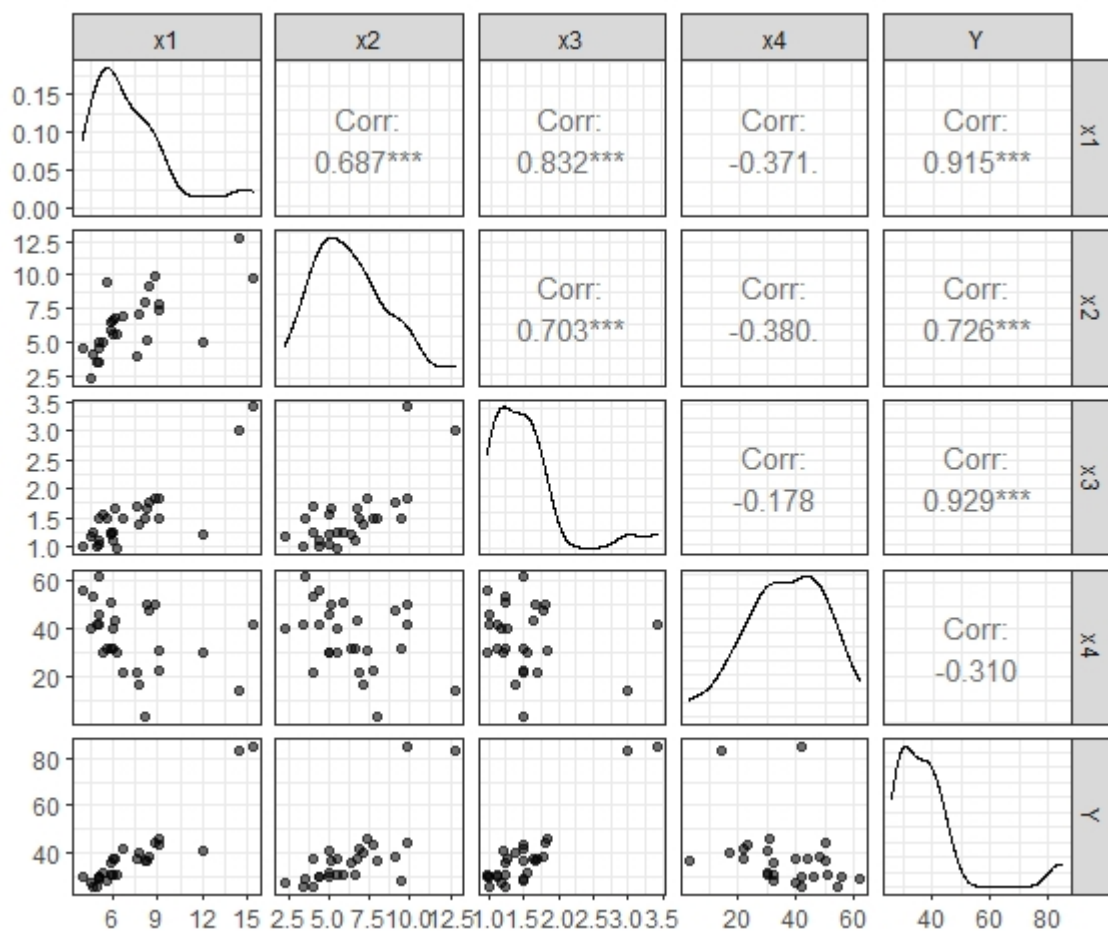 x1 x2 x3 x4 Y
0.15
0.10
0.05
0.00
Corr:
0.687***
Corr:
0.832***
Corr:
-0.371.
Corr:
0.915***
x1
12.5
10.0
7.5
5.0
2.5
Corr:
0.703***
Corr:
-0.380.
Corr:
0.726***
x2
3.5
3.0
2.5
2.0
1.5
1.0
Corr:
-0.178
Corr:
0.929***
x3
60
40
20
Corr:
-0.310
x4
80
60
40
Y
6 9 12 15
2.5 5.0 7.5 10.0 12.5
1.0 1.5 2.0 2.5 3.0 3.5
20 40 60
40 60 80